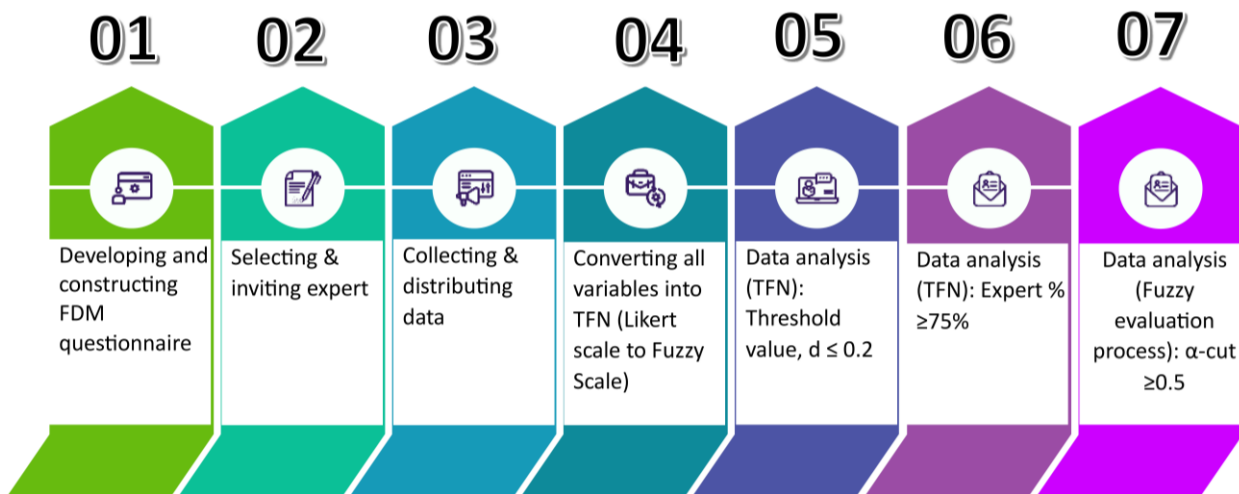 01
Developing and
constructing
FDM
questionnaire
02
Selecting &
inviting expert
03
Collecting &
distributing
data
04
Converting all
variables into
TFN (Likert
scale to Fuzzy
Scale)
05
Data analysis
(TFN):
Threshold
value, d ≤ 0.2
06
Data analysis
(TFN): Expert %
≥75%
07
Data analysis
(Fuzzy
evaluation
process): α-cut
≥0.5